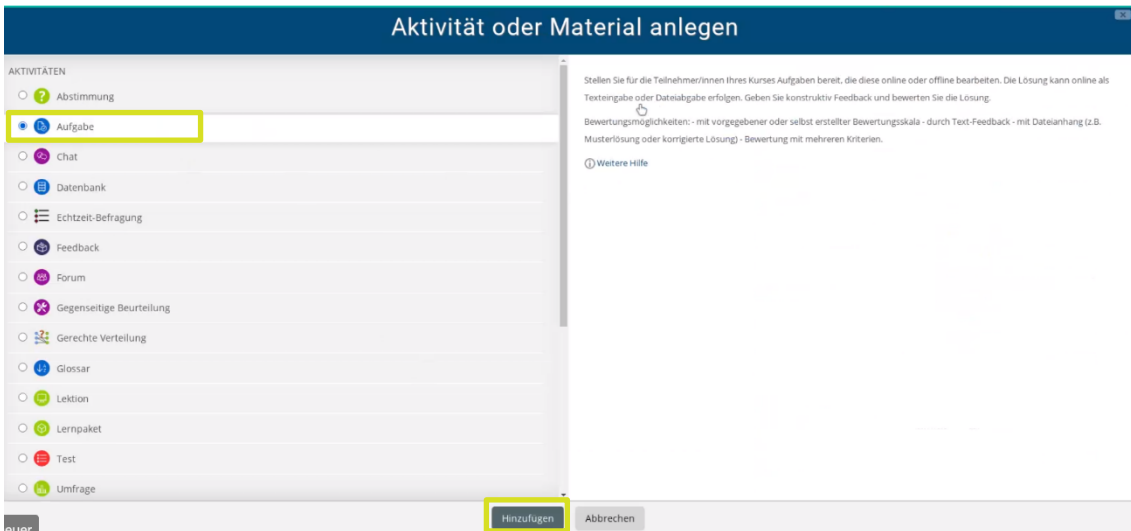 Aktivität oder Material anlegen
AKTIVITÄTEN
Abstimmung
Aufgabe
Chat
Datenbank
Echtzeit-Befragung
Feedback
Forum
Gegenseitige Beurteilung
Gerechte Verteilung
Glossar
Lektion
Lernpaket
Test
Umfrage
Stellen Sie für die Teilnehmer/innen Ihres Kurses Aufgaben bereit, die diese online oder offline bearbeiten. Die Lösung kann online als
Texteingabe oder Dateiabgabe erfolgen. Geben Sie konstruktiv Feedback und bewerten Sie die Lösung.
Bewertungsmöglichkeiten: - mit vorgegebener oder selbst erstellter Bewertungsskala - durch Text-Feedback - mit Dateianhang (z.B.
Musterlösung oder korrigierte Lösung) - Bewertung mit mehreren Kriterien.
Weitere Hilfe
Hinzufügen
Abbrechen